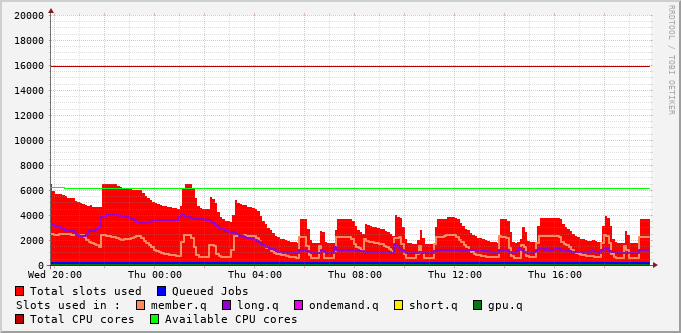 20000
18000
16000
14000
12000
10000
8000
6000
4000
2000
0
Wed 20:00 Thu 00:00 Thu 04:00 Thu 08:00 Thu 12:00 Thu 16:00
Total slots used Queued Jobs
Slots used in : member.q long.q ondemand.q short.q gpu.q
Total CPU cores Available CPU cores
RRDTOOL / TOBI OETIKER